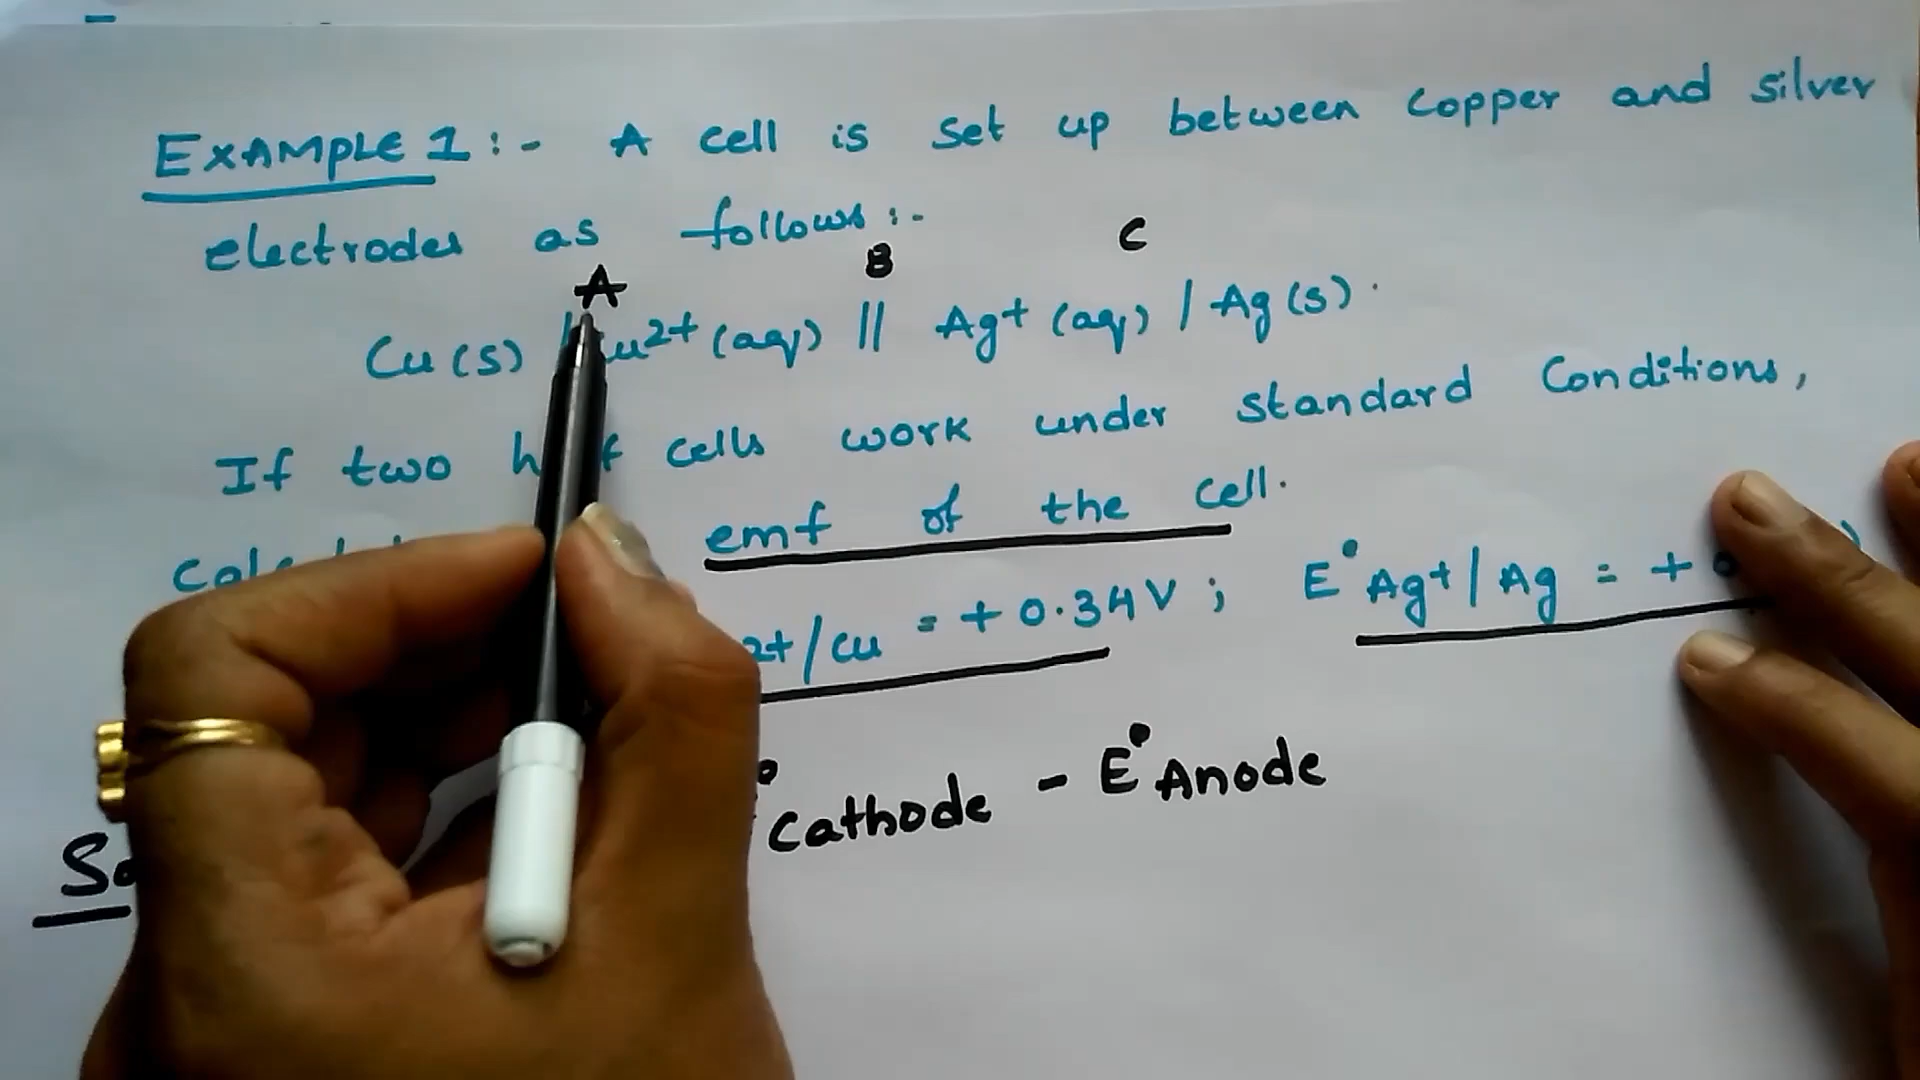 EXAMPLE 1:- A cell is set up between copper and silver
electrodes as follows:-
A B C
Cu(s) / Cu²⁺ (aq) || Ag⁺ (aq) / Ag(s).
If two cells work under standard conditions,
emf of the cell.
2+/Cu = + 0.34V ; E° Ag⁺/Ag = +
° Cathode - E° Anode